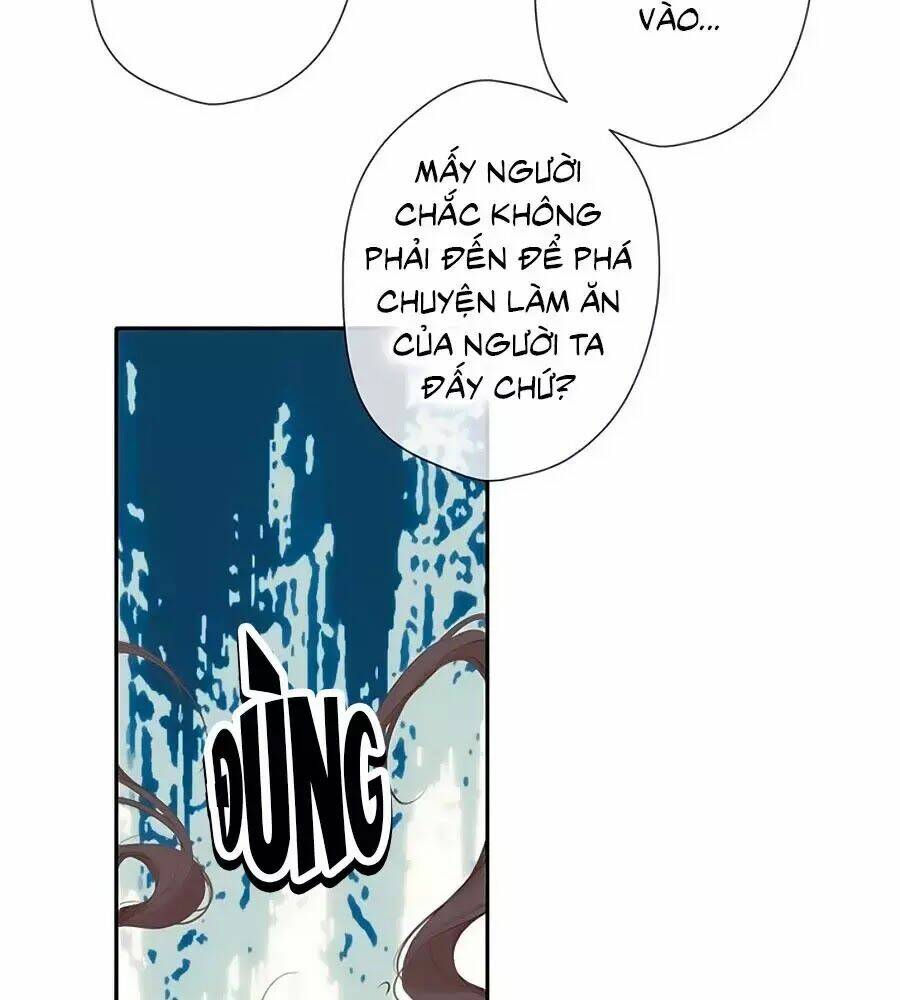 VÀO...
MẤY NGƯỜI
CHẮC KHÔNG
PHẢI ĐẾN ĐỂ PHÁ
CHUYỆN LÀM ĂN
CỦA NGƯỜI TA
ĐẤY CHỨ?
ĐÙNG